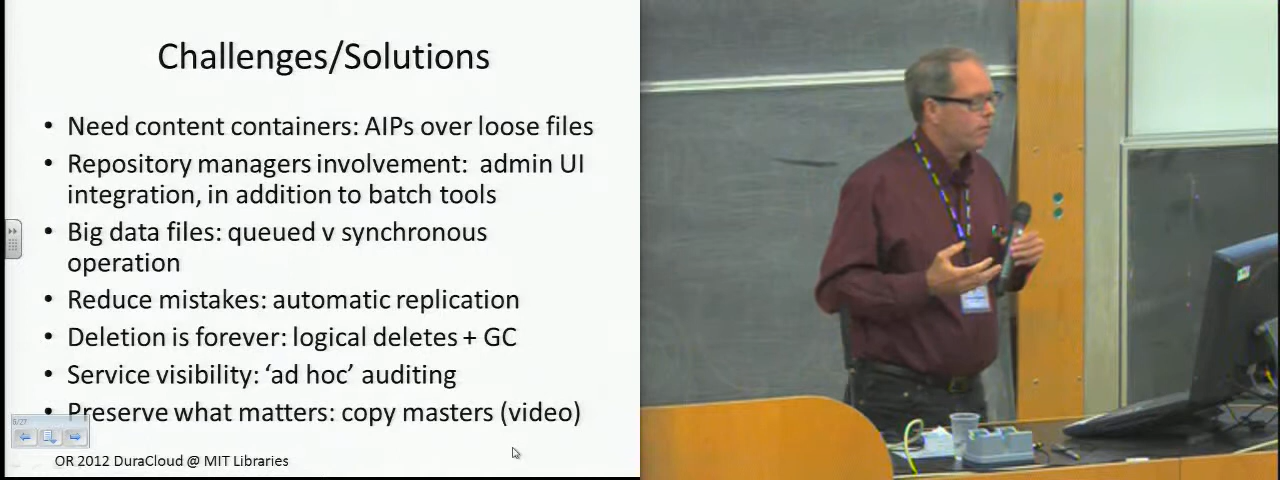 Challenges/Solutions
• Need content containers: AIPs over loose files
• Repository managers involvement:  admin UI
integration, in addition to batch tools
• Big data files: queued v synchronous
operation
• Reduce mistakes: automatic replication
• Deletion is forever: logical deletes + GC
• Service visibility: ‘ad hoc’ auditing
• Preserve what matters: copy masters (video)
6/27
OR 2012 DuraCloud @ MIT Libraries